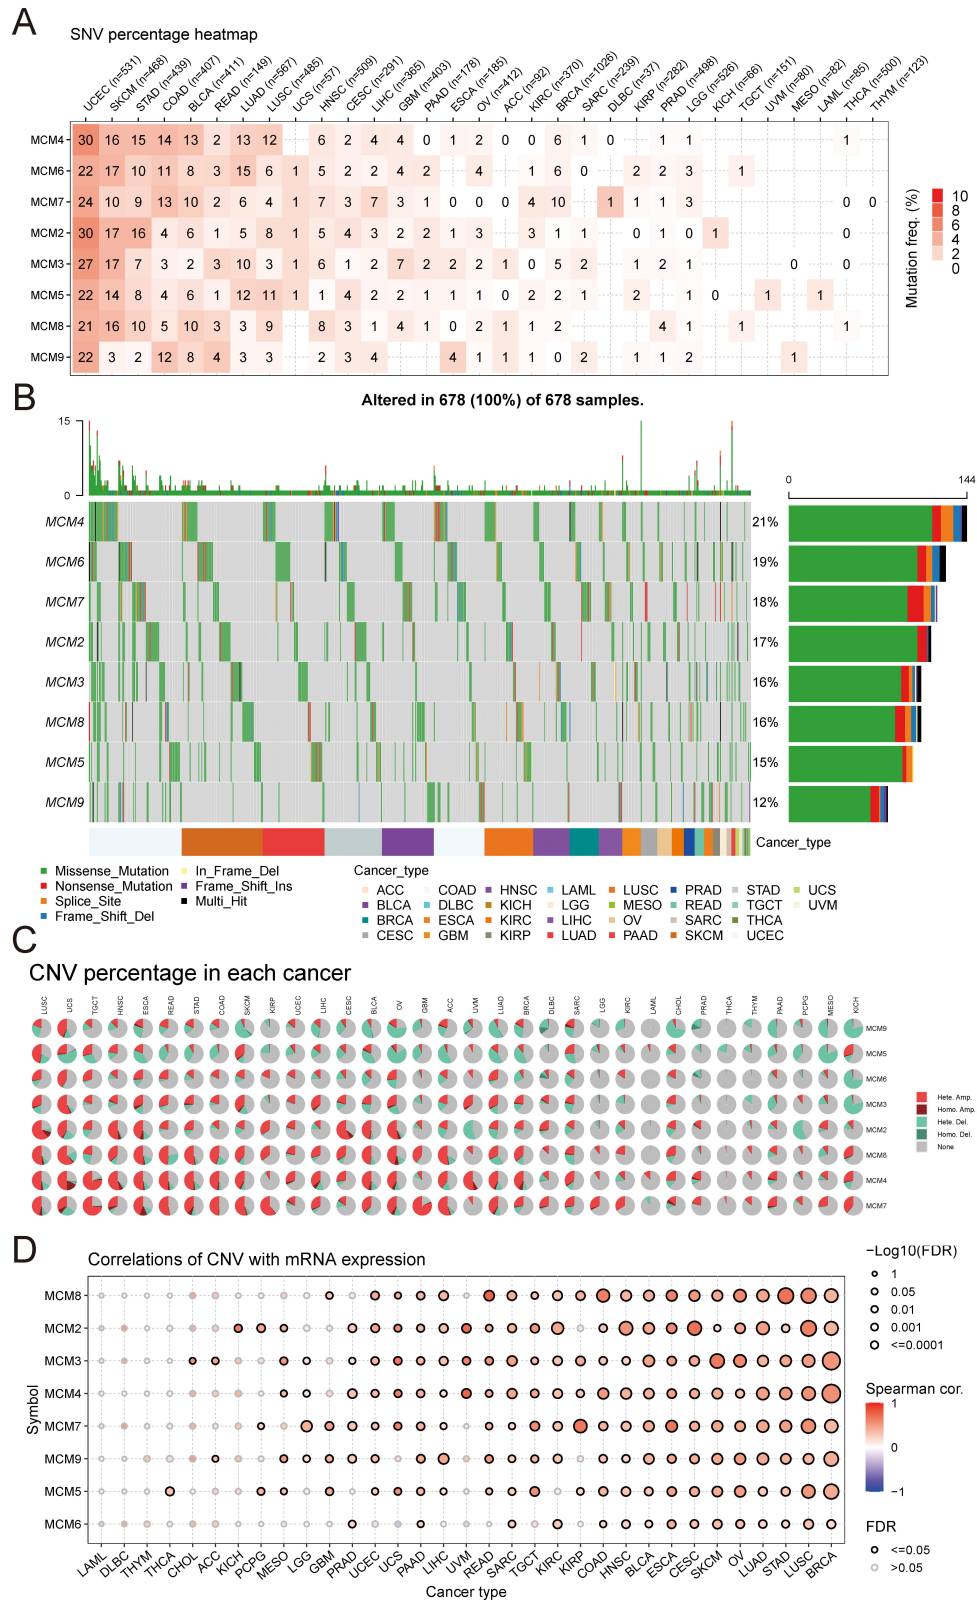 A
SNV percentage heatmap
UCEC (n=531)
SKCM (n=468)
STAD (n=439)
COAD (n=407)
BLCA (n=411)
READ (n=149)
LUAD (n=567)
LUSC (n=485)
UCS (n=57)
HNSC (n=509)
CESC (n=291)
LIHC (n=365)
GBM (n=403)
PAAD (n=178)
ESCA (n=185)
OV (n=412)
ACC (n=92)
KIRC (n=370)
BRCA (n=1026)
SARC (n=239)
DLBC (n=37)
KIRP (n=282)
PRAD (n=498)
LGG (n=526)
KICH (n=66)
TGCT (n=151)
UVM (n=80)
MESO (n=82)
LAML (n=85)
THCA (n=500)
THYM (n=123)
MCM4 30 16 15 14 13 2 13 12 6 2 4 4 0 1 2 0 0 6 1 0 1 1 1
MCM6 22 17 10 11 8 3 15 6 1 5 2 2 4 2 4 1 6 0 2 2 3 1
MCM7 24 10 9 13 10 2 6 4 1 7 3 7 3 1 0 0 0 4 10 1 1 1 3 0 0
MCM2 30 17 16 4 6 1 5 8 1 5 4 3 2 2 1 3 3 1 1 0 1 0 1 0
MCM3 27 17 7 3 2 3 10 3 1 6 1 2 7 2 2 2 1 0 5 2 1 2 1 0 0
MCM5 22 14 8 4 6 1 12 11 1 1 4 2 2 1 1 1 0 2 2 1 2 1 0 1 1
MCM8 21 16 10 5 10 3 3 9 8 3 1 4 1 0 2 1 1 2 4 1 1 1
MCM9 22 3 2 12 8 4 3 3 2 3 4 4 1 1 1 0 2 1 1 2 1
Mutation freq. (%)
10
8
6
4
2
0
B
Altered in 678 (100%) of 678 samples.
15
0
0
144
MCM4 21%
MCM6 19%
MCM7 18%
MCM2 17%
MCM3 16%
MCM8 16%
MCM5 15%
MCM9 12%
Cancer_type
Missense_Mutation
Nonsense_Mutation
Splice_Site
Frame_Shift_Del
In_Frame_Del
Frame_Shift_Ins
Multi_Hit
Cancer_type
ACC COAD HNSC LAML LUSC PRAD STAD UCS
BLCA DLBC KICH LGG MESO READ TGCT UVM
BRCA ESCA KIRC LIHC OV SARC THCA
CESC GBM KIRP LUAD PAAD SKCM UCEC
C
CNV percentage in each cancer
LUSC
UCS
TGCT
HNSC
ESCA
READ
STAD
COAD
SKCM
KIRP
UCEC
LIHC
CESC
BLCA
OV
GBM
ACC
UVM
LUAD
BRCA
DLBC
SARC
LGG
KIRC
LAML
CHOL
PRAD
THCA
THYM
PAAD
PCPG
MESO
KICH
MCM9
MCM5
MCM6
MCM3
MCM2
MCM8
MCM4
MCM7
Hete. Amp.
Homo. Amp.
Hete. Del.
Homo. Del.
None
D
Correlations of CNV with mRNA expression
Symbol
MCM8
MCM2
MCM3
MCM4
MCM7
MCM9
MCM5
MCM6
LAML
DLBC
THYM
THCA
CHOL
ACC
KICH
PCPG
MESO
LGG
GBM
PRAD
UCEC
UCS
PAAD
LIHC
UVM
READ
SARC
TGCT
KIRC
KIRP
COAD
HNSC
BLCA
ESCA
CESC
SKCM
OV
LUAD
STAD
LUSC
BRCA
Cancer type
−Log10(FDR)
1
0.05
0.01
0.001
<=0.0001
Spearman cor.
1
0
−1
FDR
<=0.05
>0.05